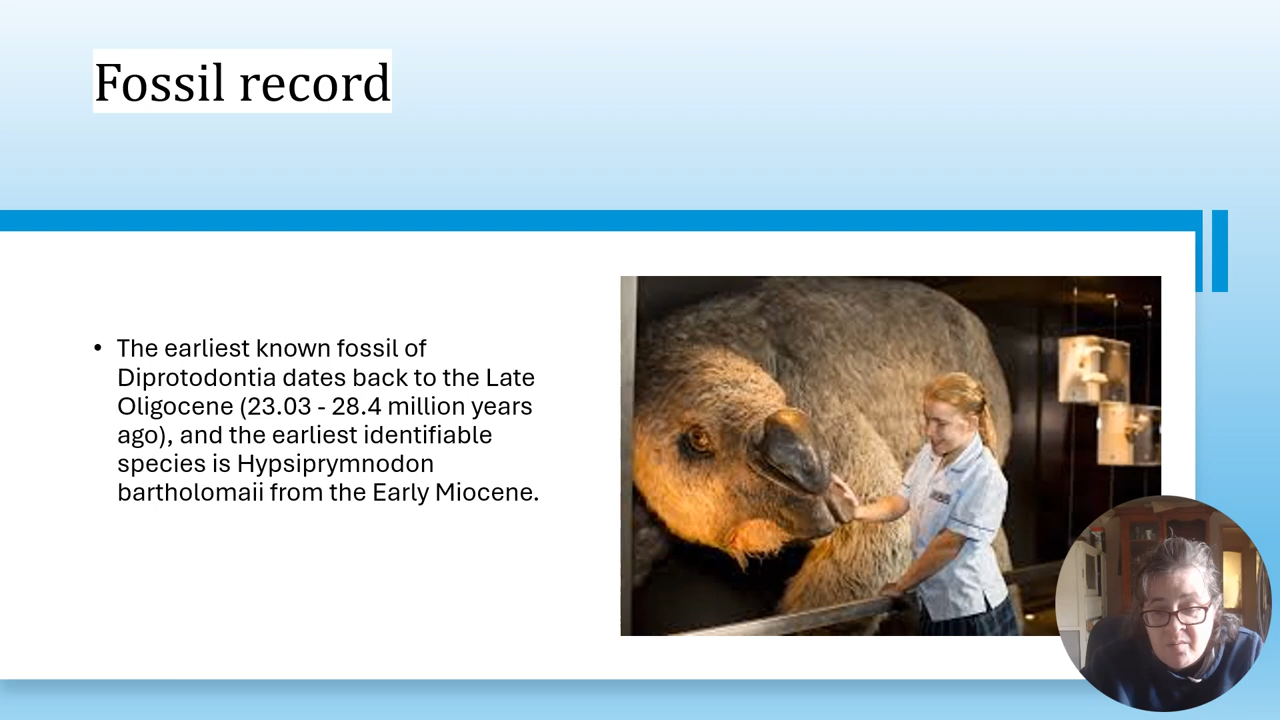 Fossil record
• The earliest known fossil of
Diprotodontia dates back to the Late
Oligocene (23.03 - 28.4 million years
ago), and the earliest identifiable
species is Hypsiprymnodon
bartholomaii from the Early Miocene.